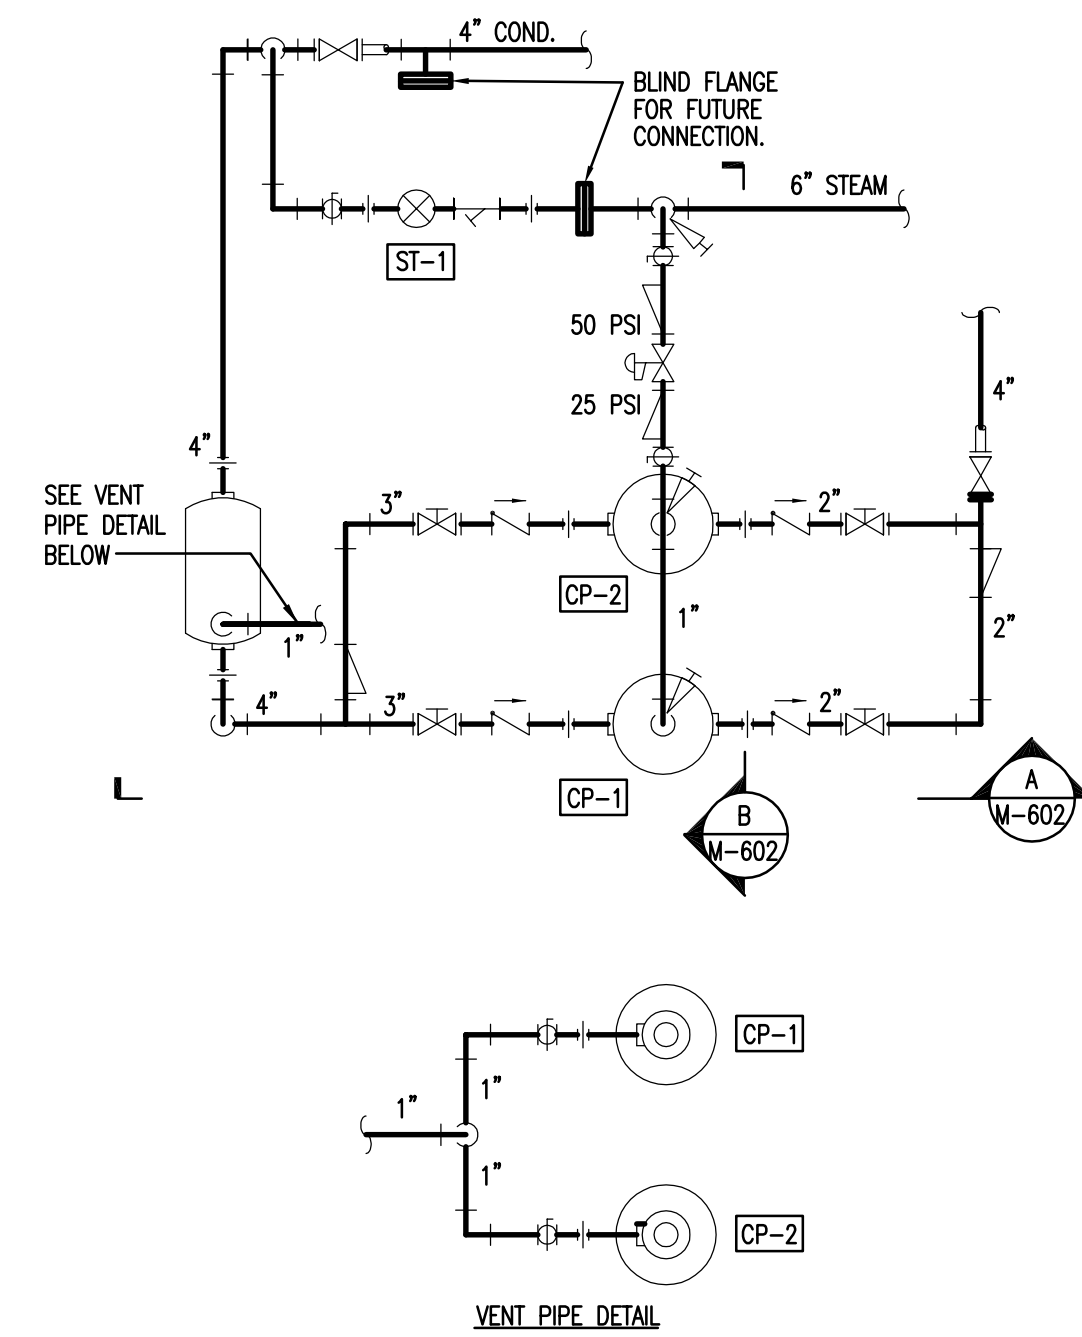 4” COND.
BLIND FLANGE
FOR FUTURE
CONNECTION.
6” STEAM
ST-1
50 PSI
25 PSI
4”
4”
SEE VENT
PIPE DETAIL
BELOW
3”
2”
CP-2
1”
1”
2”
4”
3”
2”
CP-1
A
M-602
B
M-602
CP-1
1”
1”
1”
CP-2
VENT PIPE DETAIL